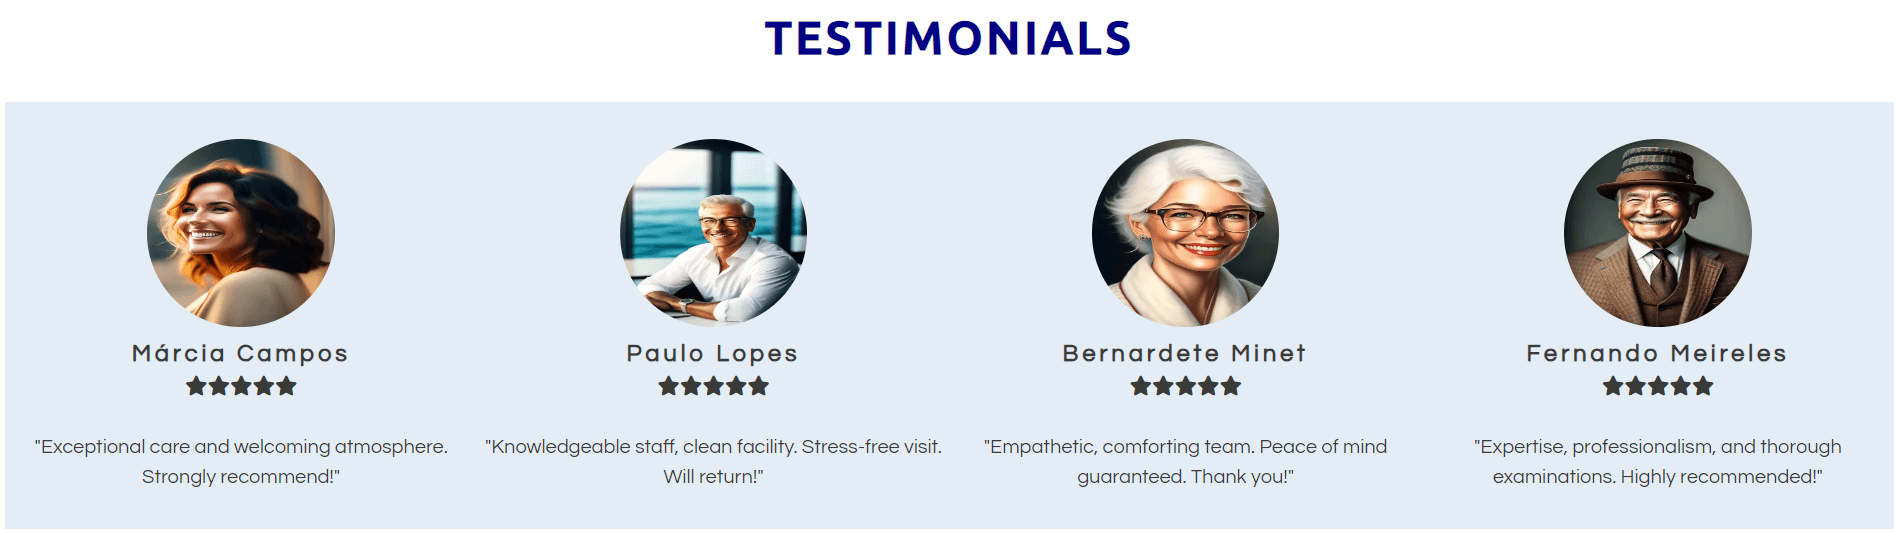 TESTIMONIALS
Márcia Campos
"Exceptional care and welcoming atmosphere.
Strongly recommend!"
Paulo Lopes
"Knowledgeable staff, clean facility. Stress-free visit.
Will return!"
Bernardete Minet
"Empathetic, comforting team. Peace of mind
guaranteed. Thank you!"
Fernando Meireles
"Expertise, professionalism, and thorough
examinations. Highly recommended!"